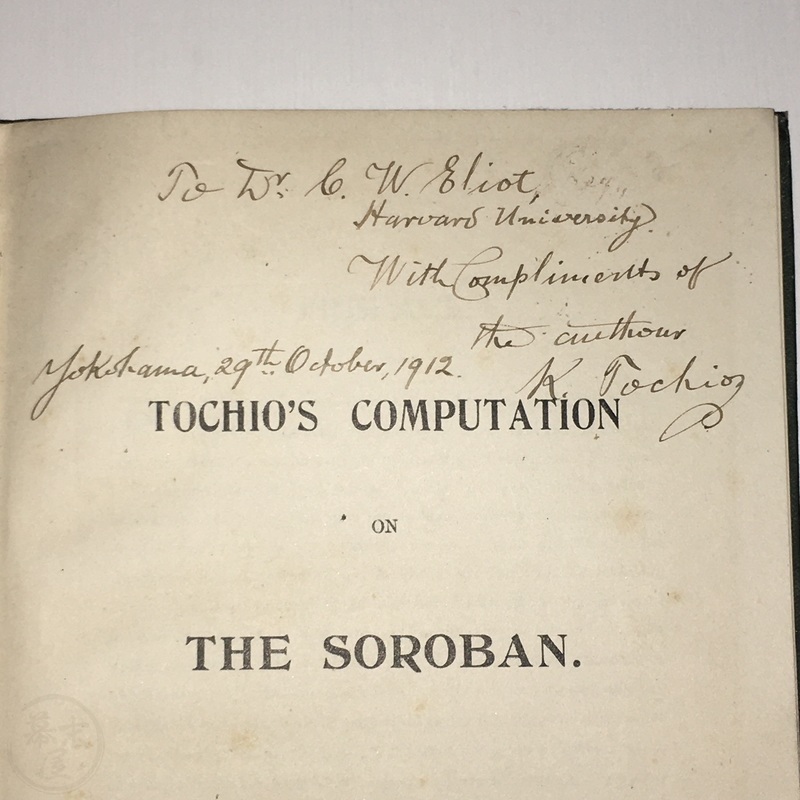 To Dr. C. W. Eliot,
Harvard University.
With Compliments of
the authour
Yokohama, 29th October, 1912.
K. Tochio
TOCHIO'S COMPUTATION
ON
THE SOROBAN.